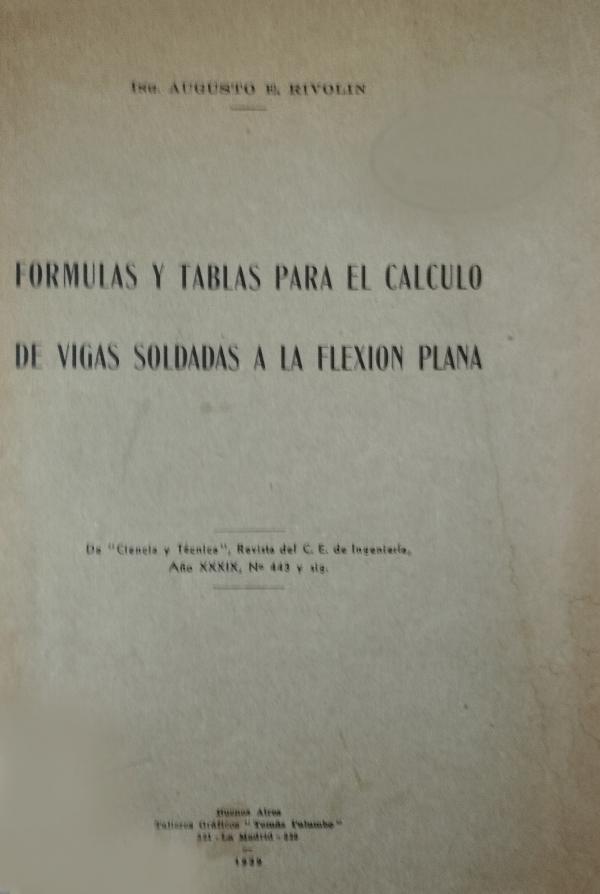 Ing. AUGUSTO E. RIVOLIN
FORMULAS Y TABLAS PARA EL CALCULO
DE VIGAS SOLDADAS A LA FLEXION PLANA
De "Ciencia y Técnica", Revista del C. E. de Ingeniería,
Año XXXIX, Nº 443 y sig.
Buenos Aires
Talleres Gráficos "Tomás Palumbo"
La Madrid
1939